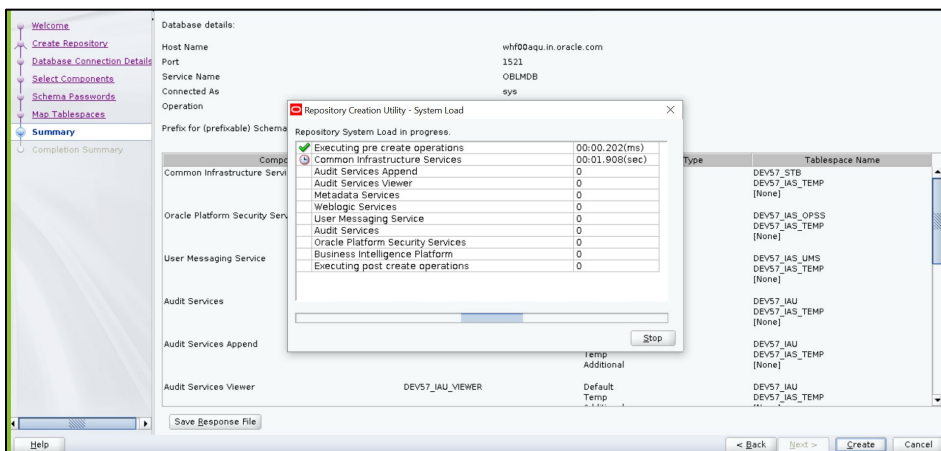 Welcome
Create Repository
Database Connection Details
Select Components
Schema Passwords
Map Tablespaces
Summary
Completion Summary
Database details:
Host Name whf00aqu.in.oracle.com
Port 1521
Service Name OBLMDB
Connected As sys
Operation
Prefix for (prefixable) Schema
Repository Creation Utility - System Load
Repository System Load in progress.
Executing pre create operations 00:00.202(ms)
Common Infrastructure Services 00:01.908(sec)
Audit Services Append 0
Audit Services Viewer 0
Metadata Services 0
Weblogic Services 0
User Messaging Service 0
Audit Services 0
Oracle Platform Security Services 0
Business Intelligence Platform 0
Executing post create operations 0
Stop
Compo Type Tablespace Name
Common Infrastructure Servi DEV57_STB
DEV57_IAS_TEMP
[None]
Oracle Platform Security Serv DEV57_IAS_OPSS
DEV57_IAS_TEMP
[None]
User Messaging Service DEV57_IAS_UMS
DEV57_IAS_TEMP
[None]
Audit Services DEV57_IAU
DEV57_IAS_TEMP
[None]
Audit Services Append DEV57_IAU
Temp DEV57_IAS_TEMP
Additional [None]
Audit Services Viewer DEV57_IAU_VIEWER Default DEV57_IAU
Temp DEV57_IAS_TEMP
Save Response File
Help
< Back Next > Create Cancel